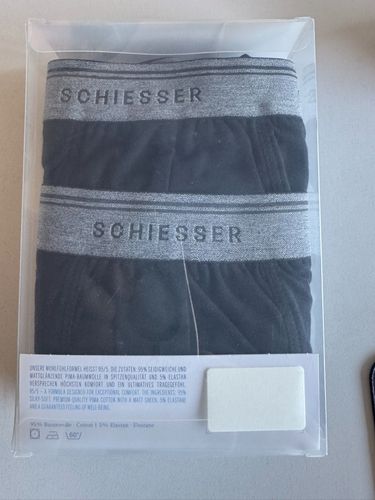 SCHIESSER
SCHIESSER
UNSERE WOHLFÜHLFORMEL HEISST 95/5. DIE ZUTATEN: 95% SEIDIGWEICHE UND
MATTGLÄNZENDE PIMA-BAUMWOLLE IN SPITZENQUALITÄT UND 5% ELASTAN
VERSPRECHEN HÖCHSTEN KOMFORT UND EIN ULTIMATIVES TRAGEGEFÜHL.
95/5 – A FORMULA DESIGNED FOR EXCEPTIONAL COMFORT. THE INGREDIENTS: 95%
SILKY-SOFT, PREMIUM-QUALITY PIMA COTTON WITH A MATT SHEEN, 5% ELASTANE
AND A GUARANTEED FEELING OF WELL-BEING.
95% Baumwolle · Cotton | 5% Elastan · Elastane
60°